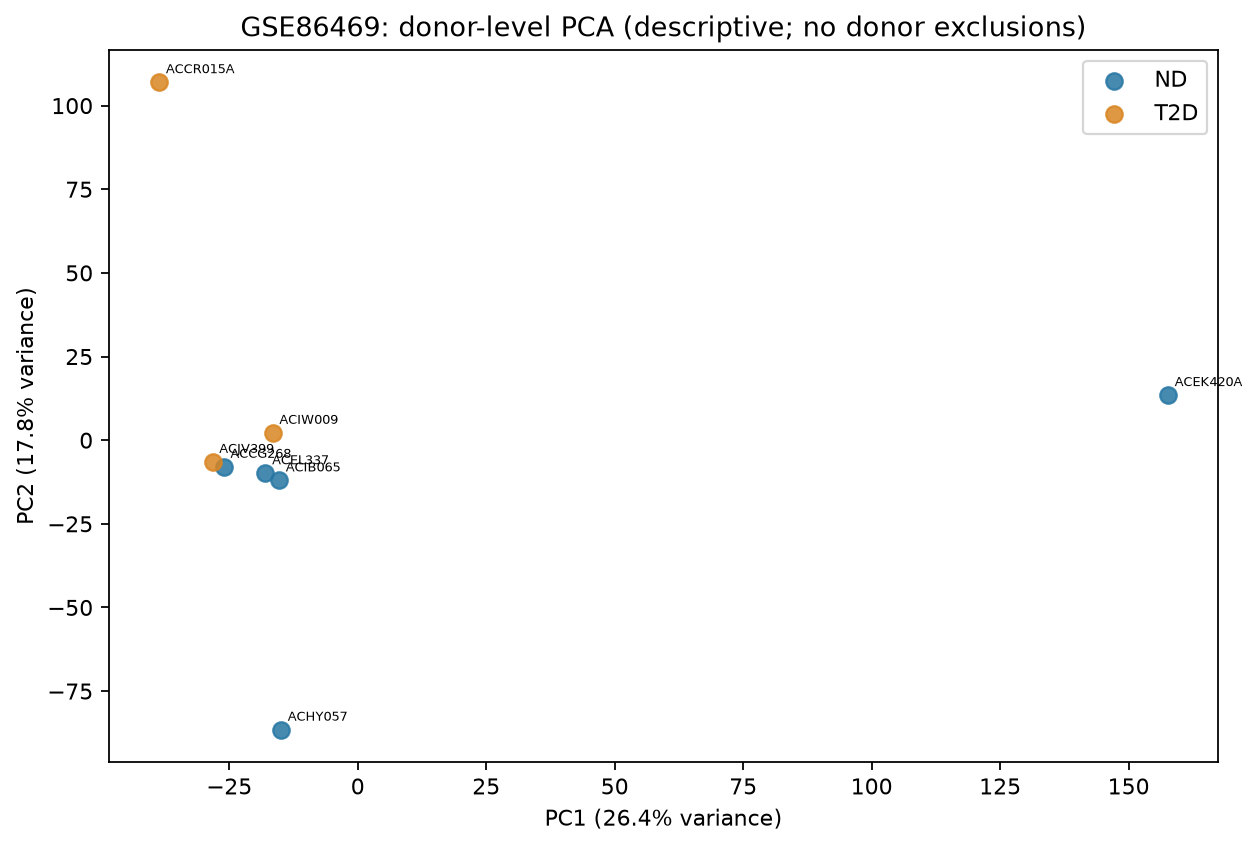 GSE86469: donor-level PCA (descriptive; no donor exclusions)
ND
T2D
ACCR015A
ACEK420A
ACIW009
ACIV399
ACCG268
ACEL337
ACIB065
ACHY057
100
75
50
25
0
−25
−50
−75
PC2 (17.8% variance)
−25
0
25
50
75
100
125
150
PC1 (26.4% variance)